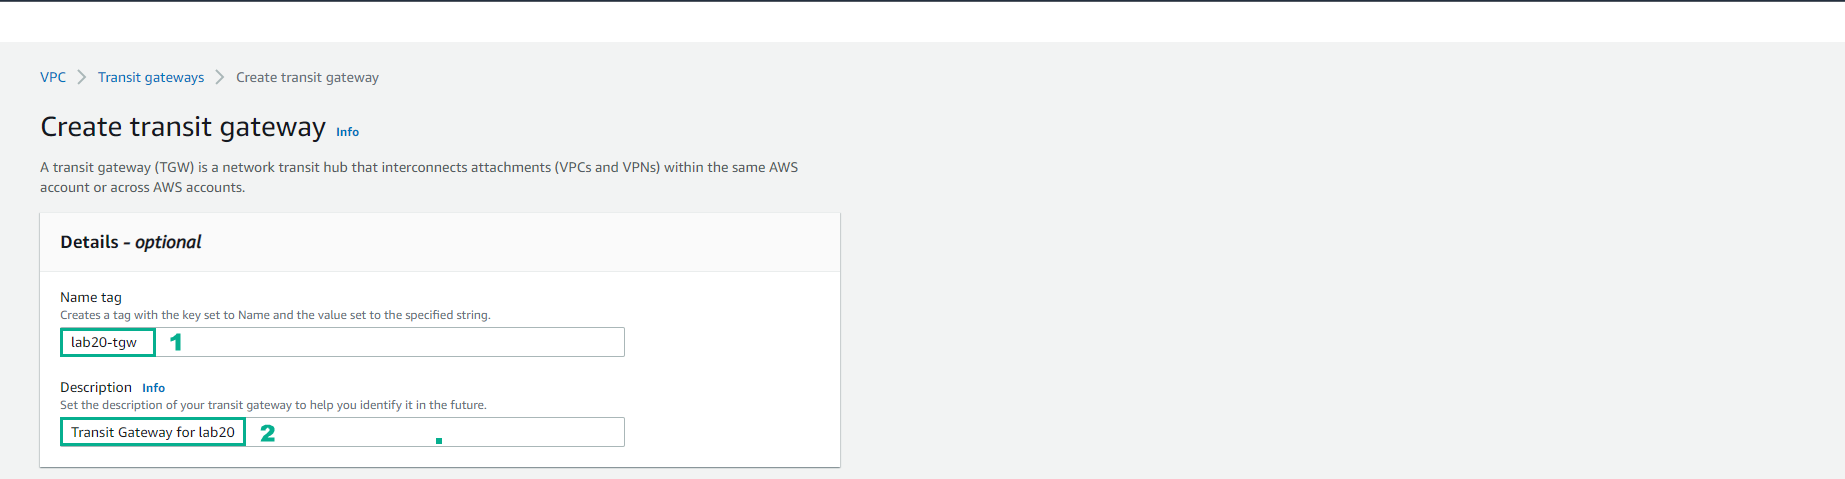 VPC > Transit gateways > Create transit gateway
Create transit gateway Info
A transit gateway (TGW) is a network transit hub that interconnects attachments (VPCs and VPNs) within the same AWS
account or across AWS accounts.
Details - optional
Name tag
Creates a tag with the key set to Name and the value set to the specified string.
lab20-tgw 1
Description Info
Set the description of your transit gateway to help you identify it in the future.
Transit Gateway for lab20 2